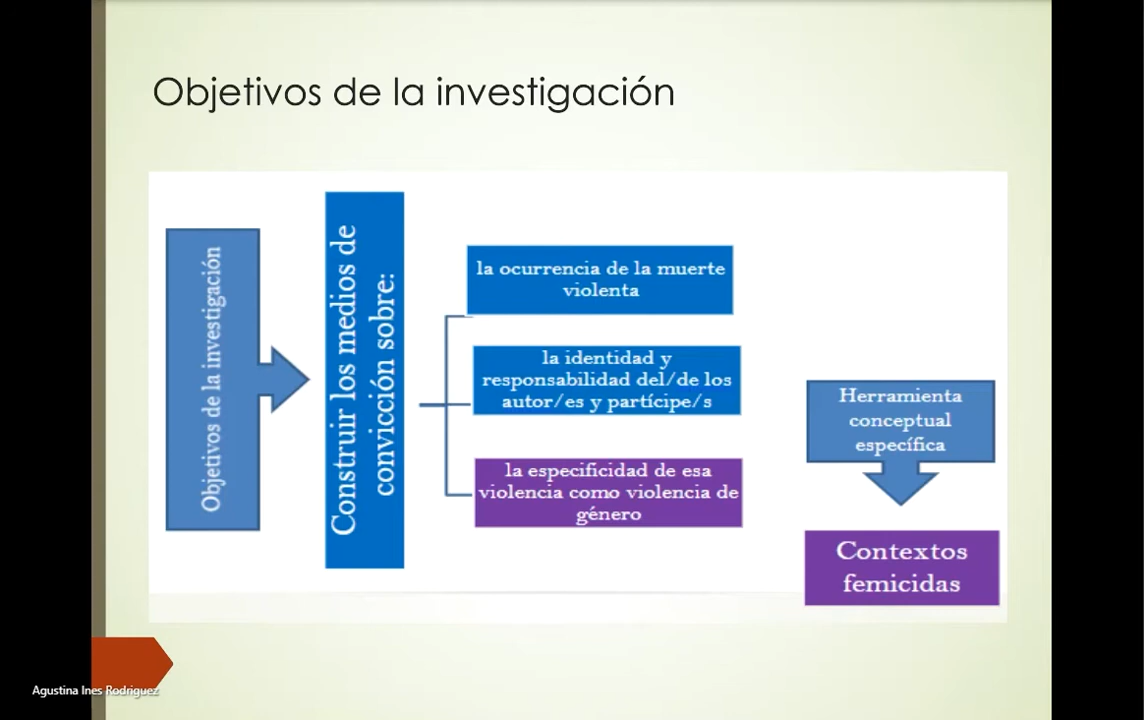 Objetivos de la investigación
Objetivos de la investigación
Construir los medios de
convicción sobre:
la ocurrencia de la muerte
violenta
la identidad y
responsabilidad del/de los
autor/es y partícipe/s
la especificidad de esa
violencia como violencia de
género
Herramienta
conceptual
específica
Contextos
femicidas
Agustina Ines Rodriguez